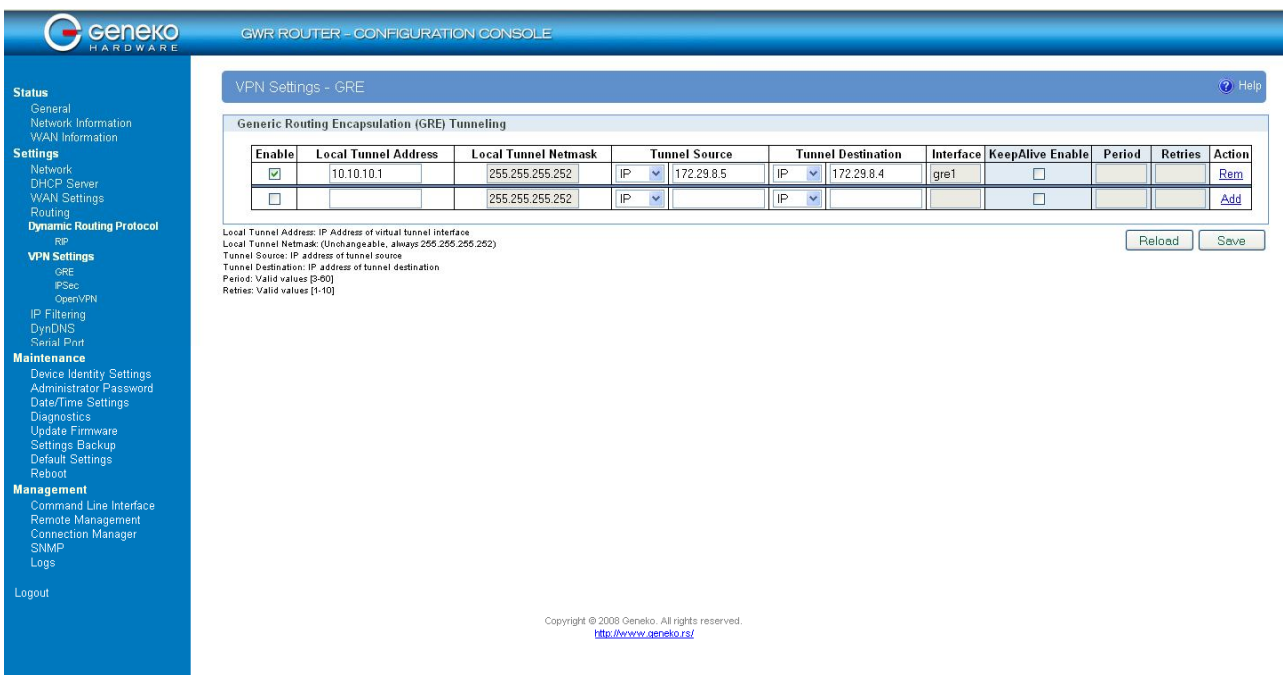 Geneko
HARDWARE
GWR ROUTER – CONFIGURATION CONSOLE
Status
General
Network Information
WAN Information
Settings
Network
DHCP Server
WAN Settings
Routing
Dynamic Routing Protocol
RIP
VPN Settings
GRE
IPSec
OpenVPN
IP Filtering
DynDNS
Serial Port
Maintenance
Device Identity Settings
Administrator Password
Date/Time Settings
Diagnostics
Update Firmware
Settings Backup
Default Settings
Reboot
Management
Command Line Interface
Remote Management
Connection Manager
SNMP
Logs
Logout
VPN Settings - GRE
? Help
Generic Routing Encapsulation (GRE) Tunneling
Enable Local Tunnel Address Local Tunnel Netmask Tunnel Source Tunnel Destination Interface KeepAlive Enable Period Retries Action
10.10.10.1 255.255.255.252 IP 172.29.8.5 IP 172.29.8.4 gre1 Rem
255.255.255.252 IP IP Add
Local Tunnel Address: IP Address of virtual tunnel interface
Local Tunnel Netmask: (Unchangeable, always 255.255.255.252)
Tunnel Source: IP address of tunnel source
Tunnel Destination: IP address of tunnel destination
Period: Valid values [3-60]
Retries: Valid values [1-10]
Reload Save
Copyright © 2008 Geneko. All rights reserved.
http://www.geneko.rs/